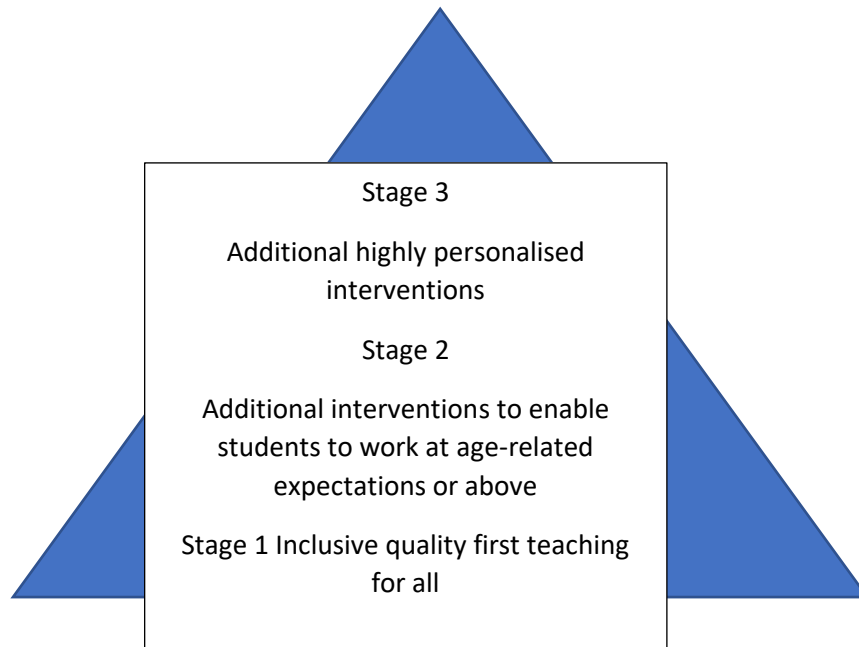 Stage 3
Additional highly personalised
interventions
Stage 2
Additional interventions to enable
students to work at age-related
expectations or above
Stage 1 Inclusive quality first teaching
for all